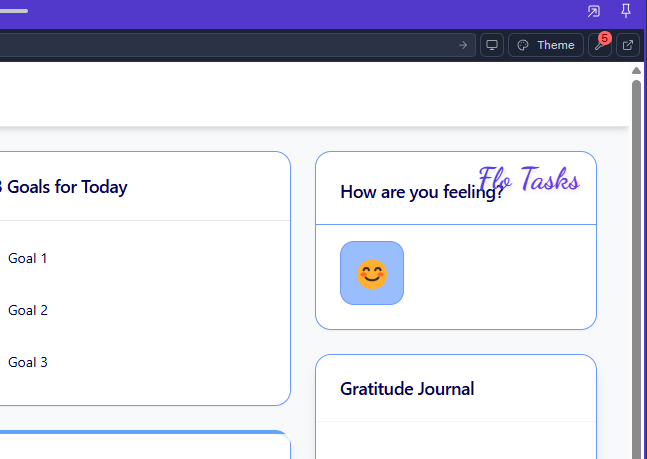 Theme
5
3 Goals for Today
Goal 1
Goal 2
Goal 3
Flo Tasks
How are you feeling?
Gratitude Journal